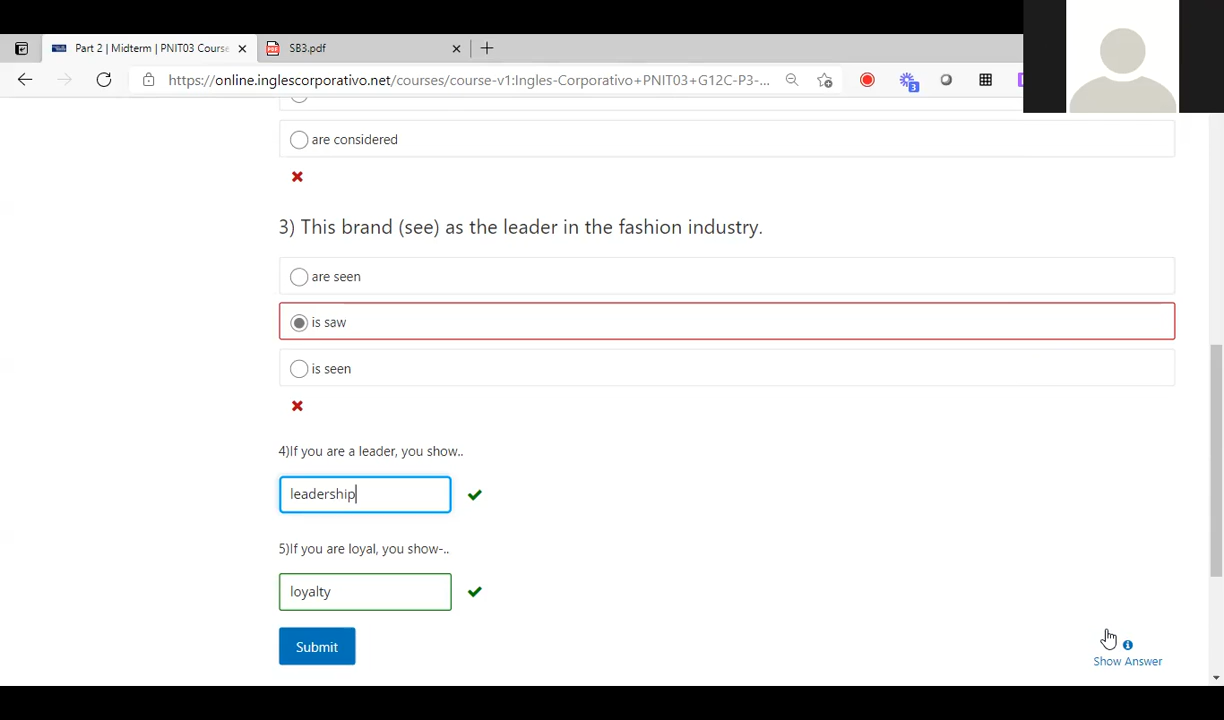 Part 2 | Midterm | PNIT03 Course
SB3.pdf
https://online.inglescorporativo.net/courses/course-v1:Ingles-Corporativo+PNIT03+G12C-P3-...
3
are considered
3) This brand (see) as the leader in the fashion industry.
are seen
is saw
is seen
4)If you are a leader, you show..
leadership
5)If you are loyal, you show-..
loyalty
Submit
Show Answer